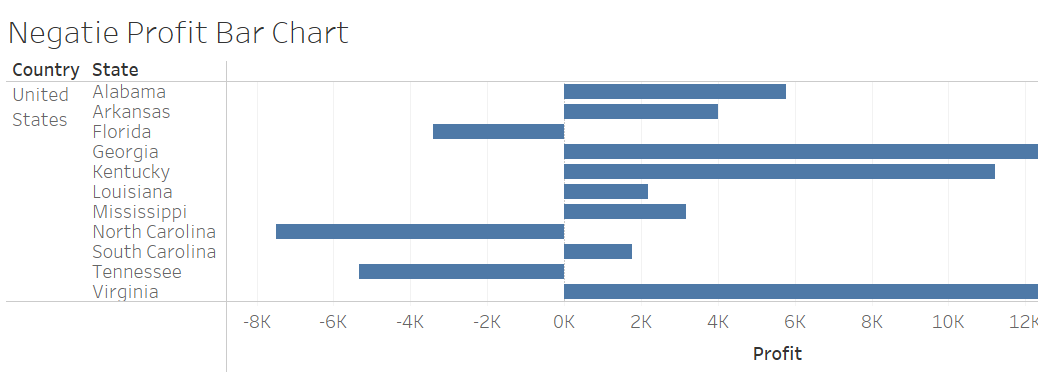 Negatie Profit Bar Chart
Country State
United States
Alabama
Arkansas
Florida
Georgia
Kentucky
Louisiana
Mississippi
North Carolina
South Carolina
Tennessee
Virginia
-8K -6K -4K -2K 0K 2K 4K 6K 8K 10K 12K
Profit